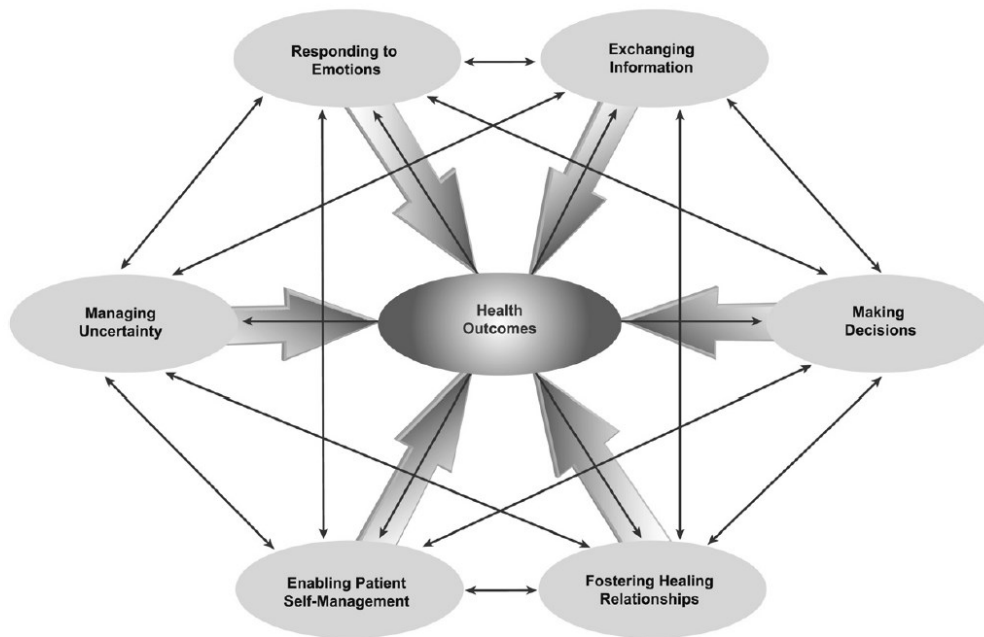 Responding to
Emotions
Exchanging
Information
Managing
Uncertainty
Health
Outcomes
Making
Decisions
Enabling Patient
Self-Management
Fostering Healing
Relationships